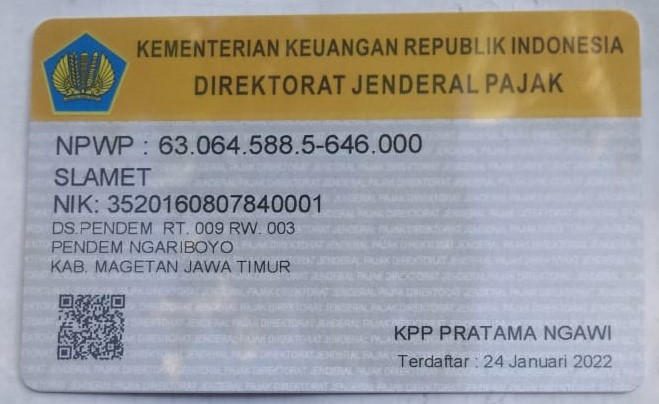 KEMENTERIAN KEUANGAN REPUBLIK INDONESIA
DIREKTORAT JENDERAL PAJAK
NPWP : 63.064.588.5-646.000
SLAMET
NIK: 3520160807840001
DS.PENDEM RT. 009 RW. 003
PENDEM NGARIBOYO
KAB. MAGETAN JAWA TIMUR
KPP PRATAMA NGAWI
Terdaftar : 24 Januari 2022